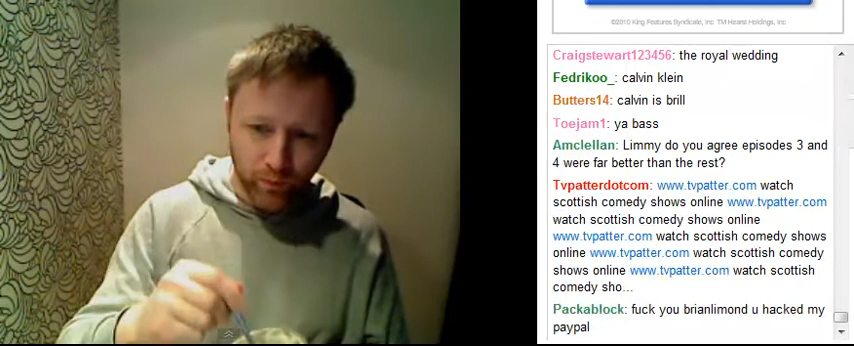 ©2010 King Features Syndicate, Inc TM Hearst Holdings, Inc
Craigstewart123456: the royal wedding
Fedrikoo_: calvin klein
Butters14: calvin is brill
Toejam1: ya bass
Amclellan: Limmy do you agree episodes 3 and
4 were far better than the rest?
Tvpatterdotcom: www.tvpatter.com watch
scottish comedy shows online www.tvpatter.com
watch scottish comedy shows online
www.tvpatter.com watch scottish comedy shows
online www.tvpatter.com watch scottish comedy
shows online www.tvpatter.com watch scottish
comedy sho...
Packablock: fuck you brianlimond u hacked my
paypal